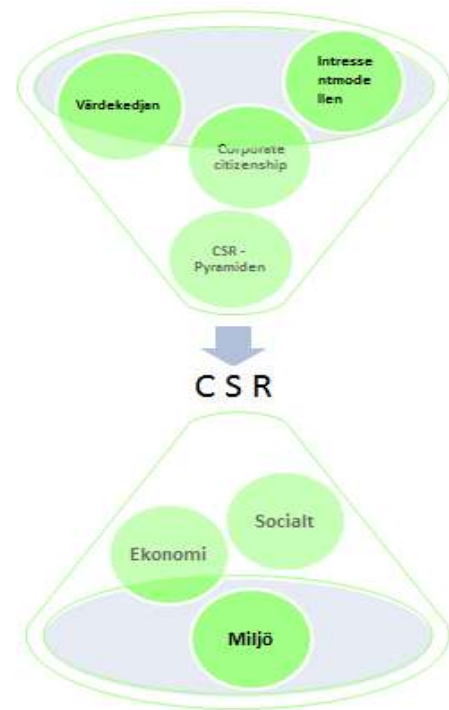 Värdekedjan
Intresse
ntmode
llen
Corporate
citizenship
CSR -
Pyramiden
C S R
Socialt
Ekonomi
Miljö